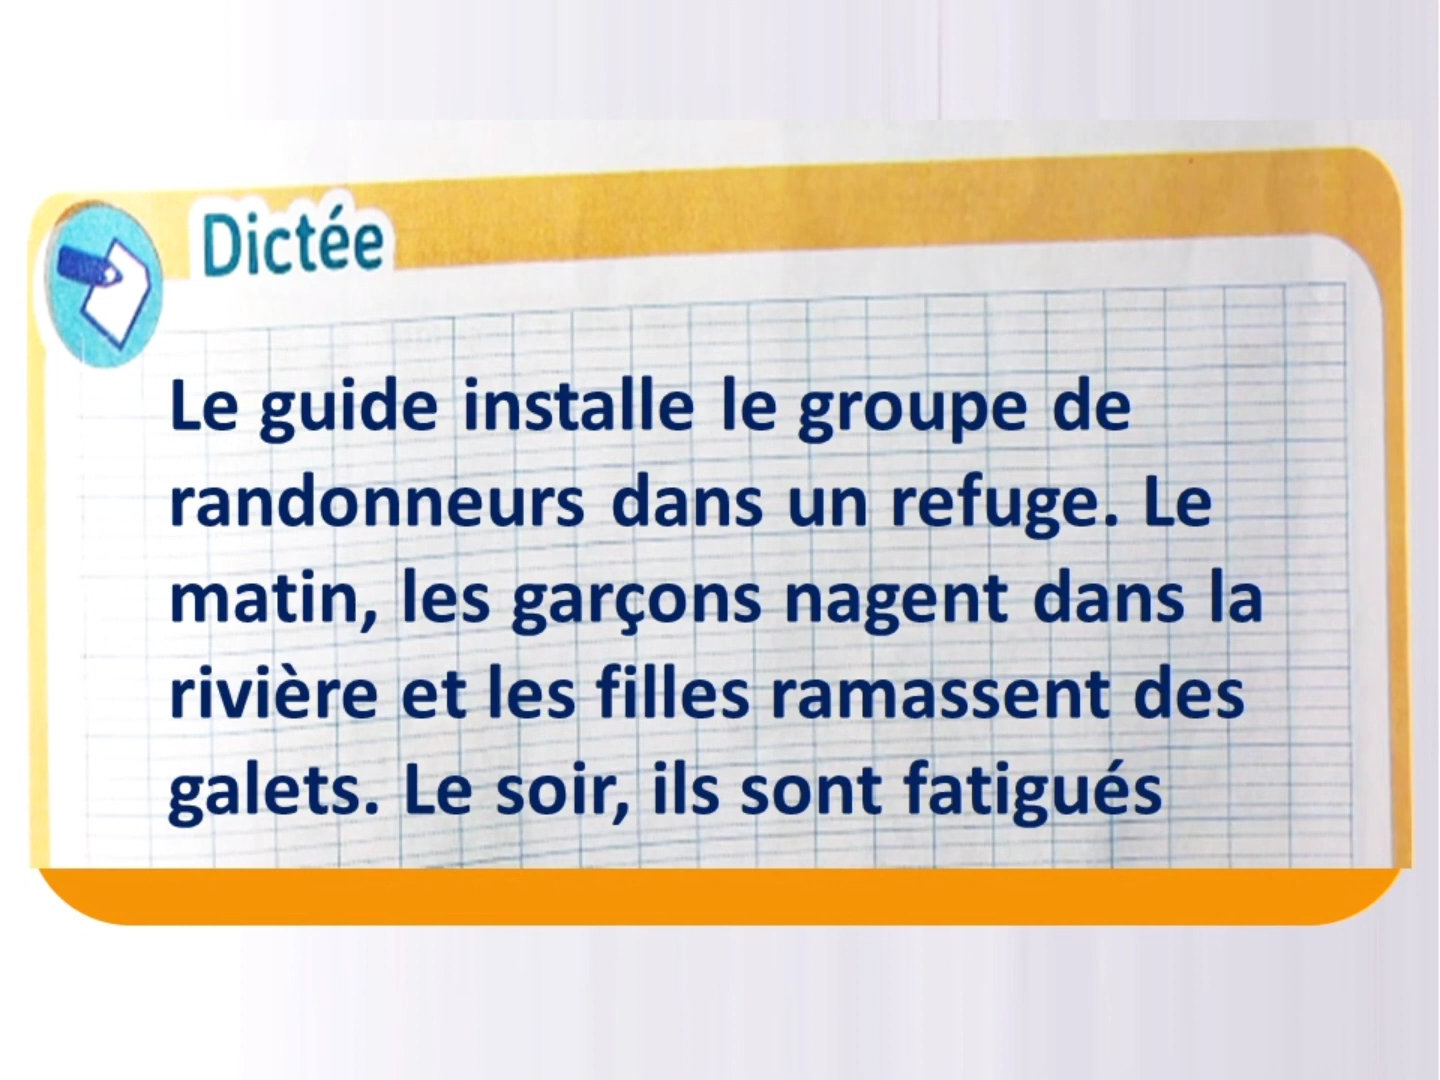 Dictée
Le guide installe le groupe de
randonneurs dans un refuge. Le
matin, les garçons nagent dans la
rivière et les filles ramassent des
galets. Le soir, ils sont fatigués